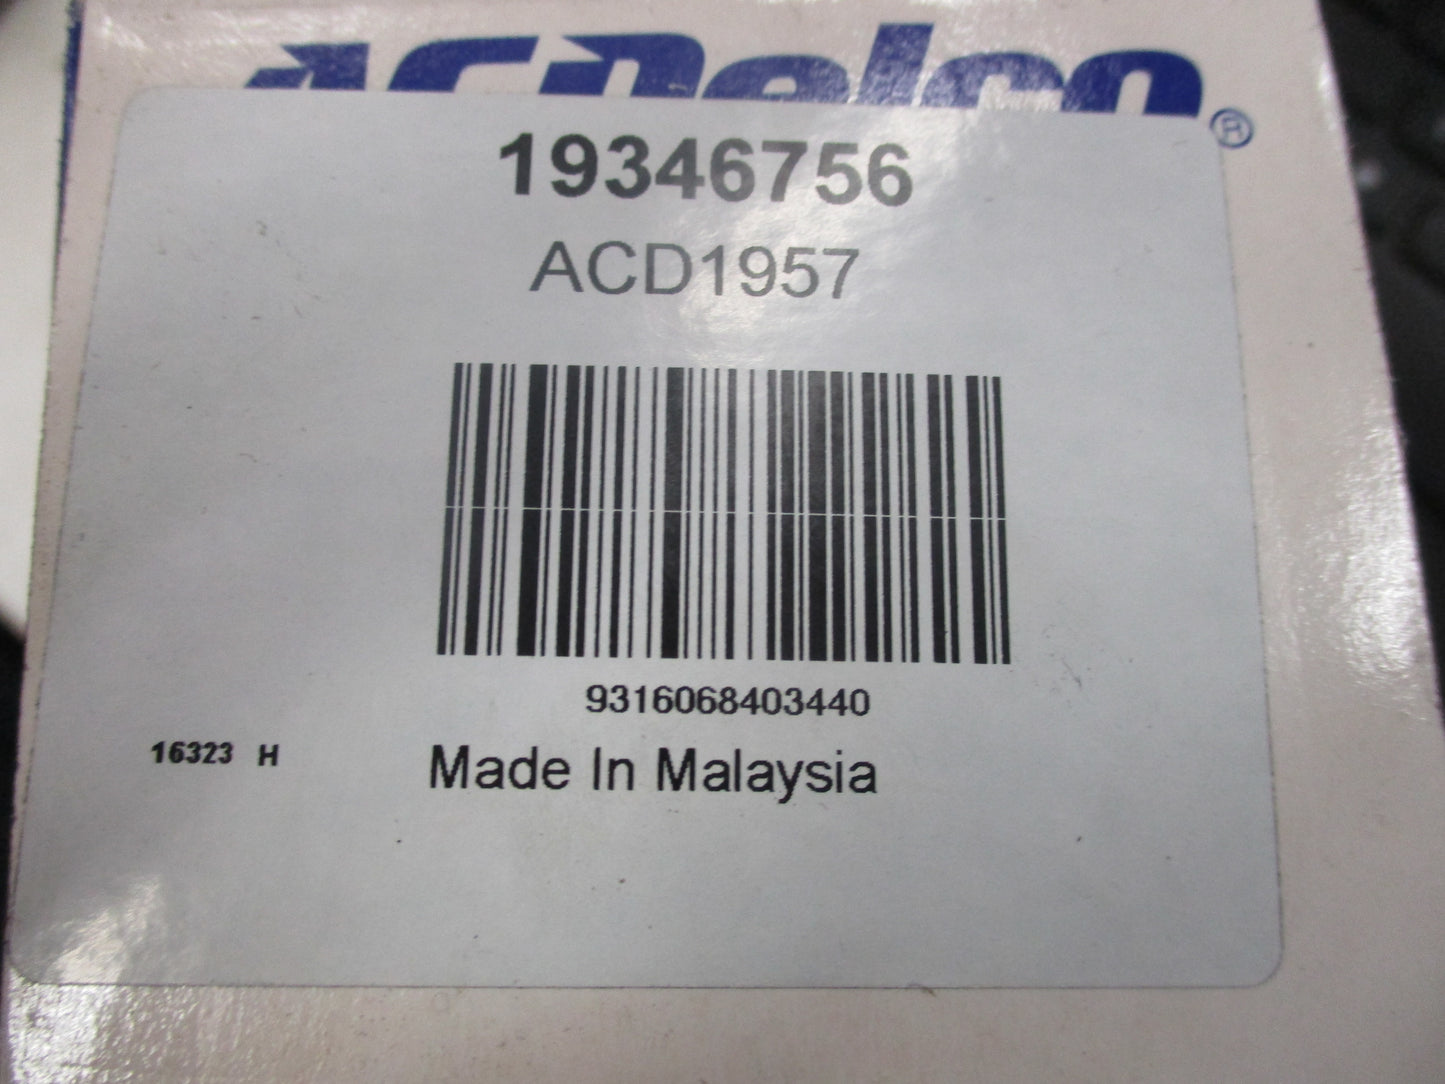 ACDelco®
19346756
ACD1957
9316068403440
16323 H
Made In Malaysia